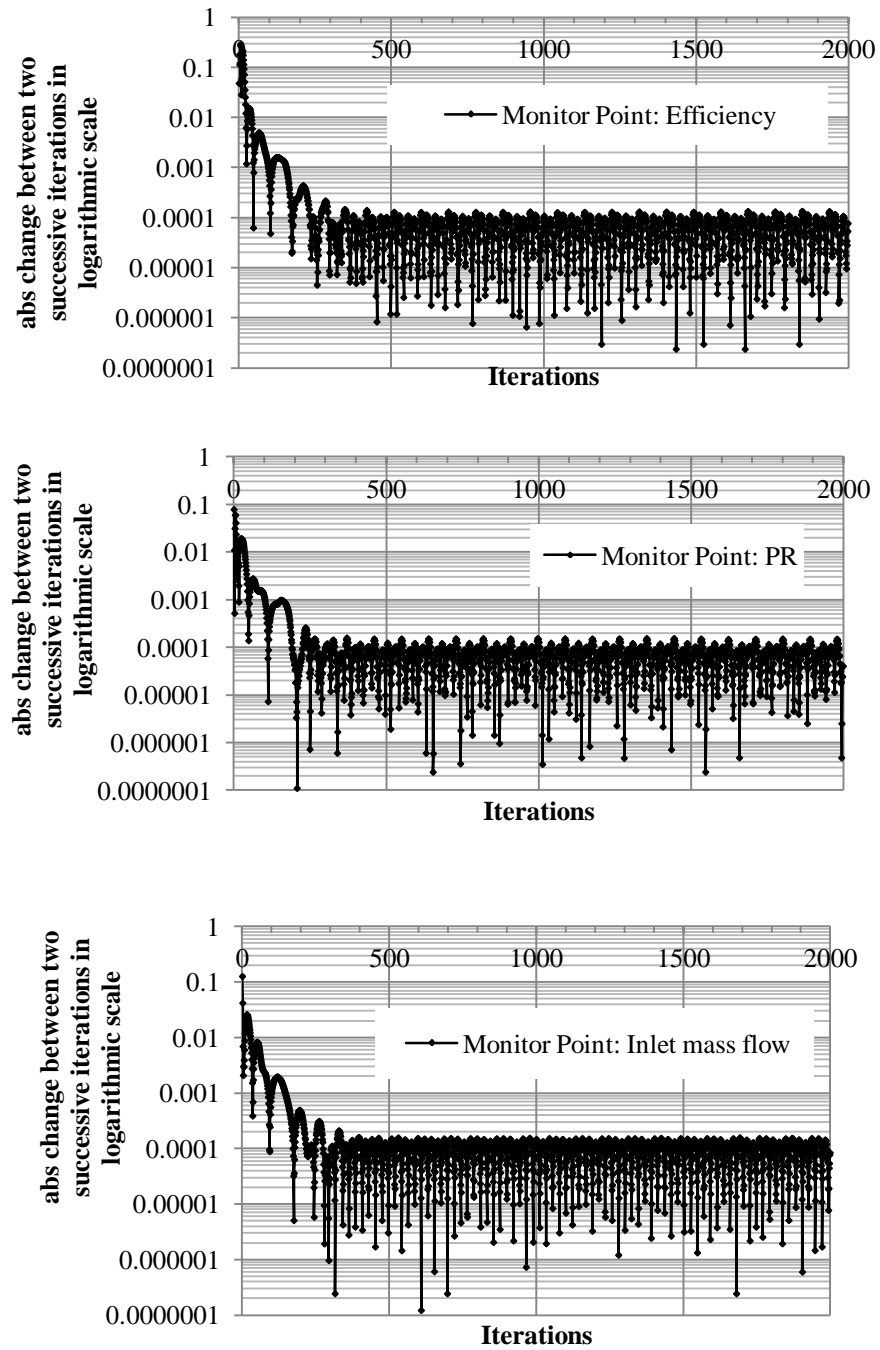 1
0 500 1000 1500 2000
0.1
0.01
Monitor Point: Efficiency
0.001
0.0001
0.00001
0.000001
0.0000001
abs change between two
successive iterions in
logarithmic scale
Iterations
1
0 500 1000 1500 2000
0.1
0.01
Monitor Point: PR
0.001
0.0001
0.00001
0.000001
0.0000001
abs change between two
successive iterions in
logarithmic scale
Iterations
1
0 500 1000 1500 2000
0.1
0.01
Monitor Point: Inlet mass flow
0.001
0.0001
0.00001
0.000001
0.0000001
abs change between two
successive iterions in
logarithmic scale
Iterations